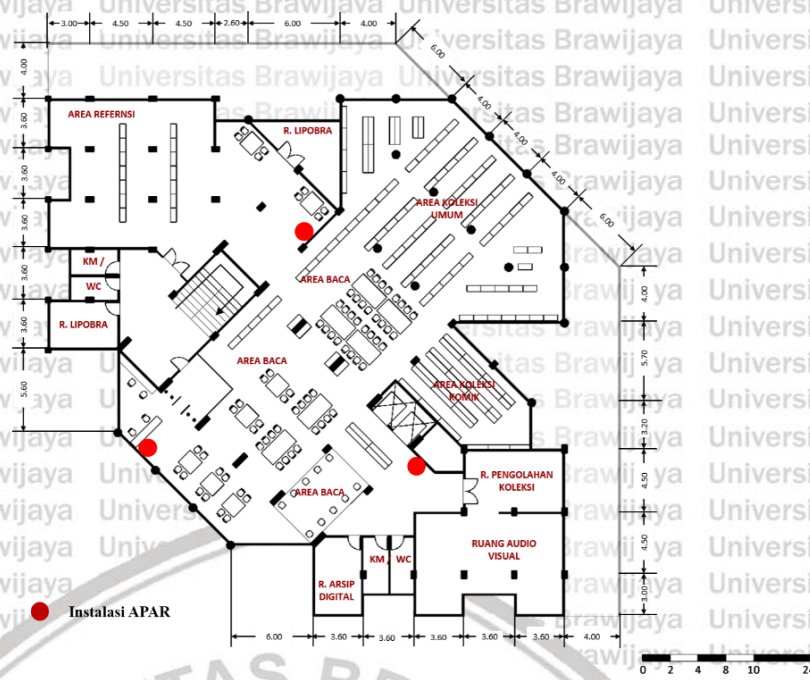 3.00 4.50 4.50 2.60 6.00 4.00
6.00
4.00
4.00
4.00
6.00
4.00
3.60
3.60
3.60
3.60
3.60
5.60
AREA REFERNSI
R. LIPOBRA
AREA KOLEKSI
UMUM
KM /
WC
AREA BACA
R. LIPOBRA
AREA BACA
AREA KOLEKSI
KOMIK
R. PENGOLAHAN
KOLEKSI
AREA BACA
RUANG AUDIO
VISUAL
KM / WC
R. ARSIP
DIGITAL
4.00
5.70
3.20
4.50
4.50
3.00
Instalasi APAR
6.00 3.60 3.60 3.60 3.60 3.60 4.00
0 2 4 8 10
Universitas Brawijaya